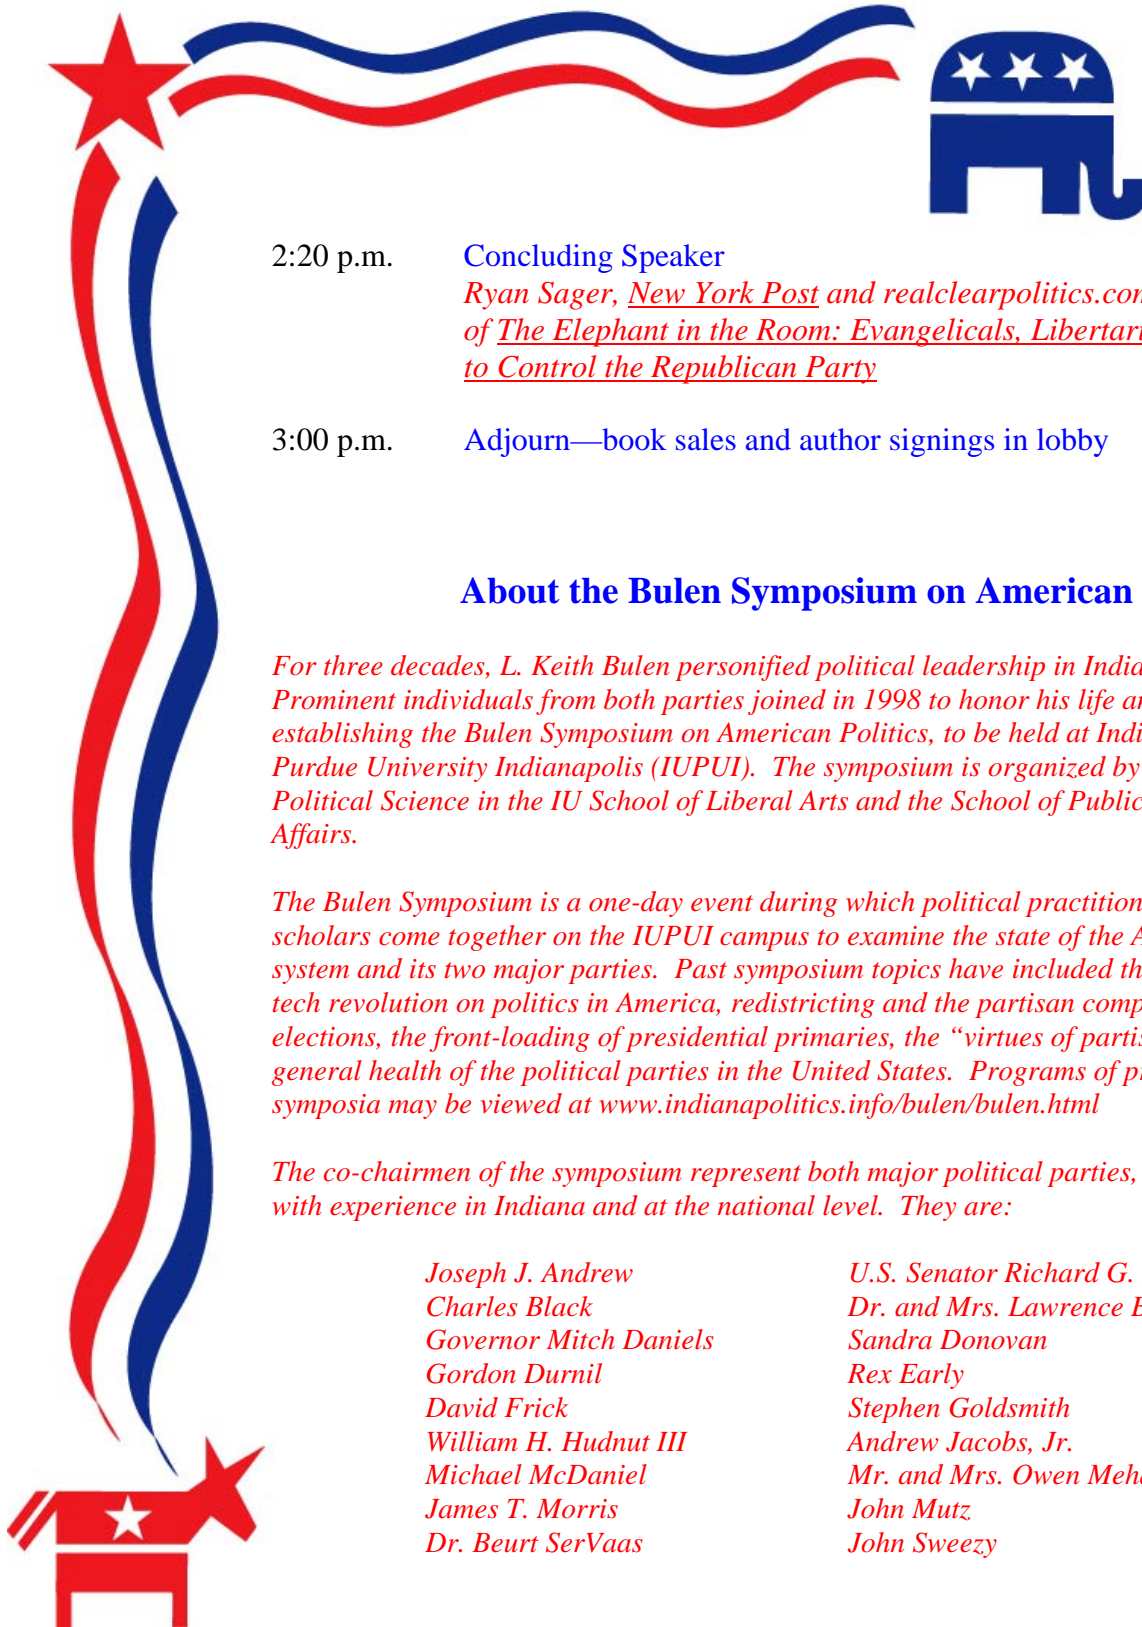 2:20 p.m. Concluding Speaker
Ryan Sager, New York Post and realclearpolitics.com
of The Elephant in the Room: Evangelicals, 
to Control the Republican Party
3:00 p.m. Adjourn—book sales and author signings in lobby
About the Bulen Symposium on American
For three decades, L. Keith Bulen personified political leadership in
Prominent individuals from both parties joined in 1998 to honor his life
establishing the Bulen Symposium on American Politics, to be held at
Purdue University Indianapolis (IUPUI).  The symposium is organized by
Political Science in the IU School of Liberal Arts and the School of Public
Affairs.
The Bulen Symposium is a one-day event during which political
scholars come together on the IUPUI campus to examine the state of the
system and its two major parties.  Past symposium topics have included
tech revolution on politics in America, redistricting and the partisan
elections, the front-loading of presidential primaries, the “virtues of
general health of the political parties in the United States.  Programs of
symposia may be viewed at www.indianapolitics.info/bulen/bulen.html
The co-chairmen of the symposium represent both major political parties,
with experience in Indiana and at the national level.  They are:
Joseph J. Andrew U.S. Senator Richard G.
Charles Black Dr. and Mrs. Lawrence
Governor Mitch Daniels Sandra Donovan
Gordon Durnil Rex Early
David Frick Stephen Goldsmith
William H. Hudnut III Andrew Jacobs, Jr.
Michael McDaniel Mr. and Mrs. Owen
James T. Morris John Mutz
Dr. Beurt SerVaas John Sweezy